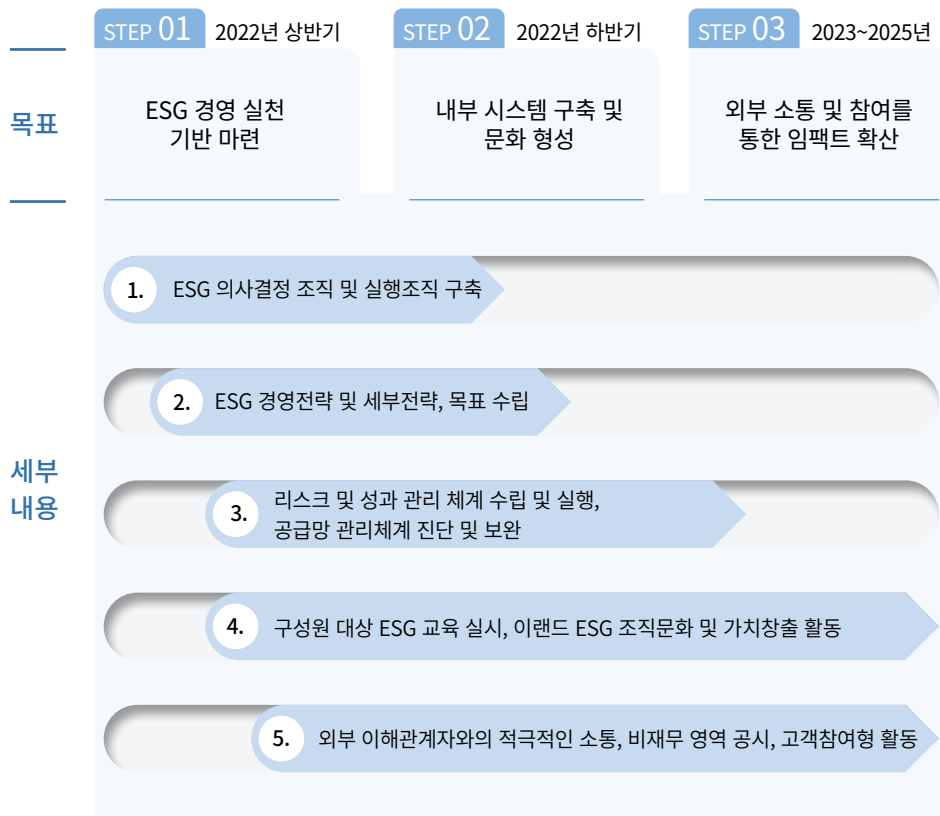 STEP 01 2022년 상반기
STEP 02 2022년 하반기
STEP 03 2023~2025년
목표
ESG 경영 실천
기반 마련
내부 시스템 구축 및
문화 형성
외부 소통 및 참여를
통한 임팩트 확산
세부
내용
1. ESG 의사결정 조직 및 실행조직 구축
2. ESG 경영전략 및 세부전략, 목표 수립
3. 리스크 및 성과 관리 체계 수립 및 실행,
공급망 관리체계 진단 및 보완
4. 구성원 대상 ESG 교육 실시, 이랜드 ESG 조직문화 및 가치창출 활동
5. 외부 이해관계자와의 적극적인 소통, 비재무 영역 공시, 고객참여형 활동